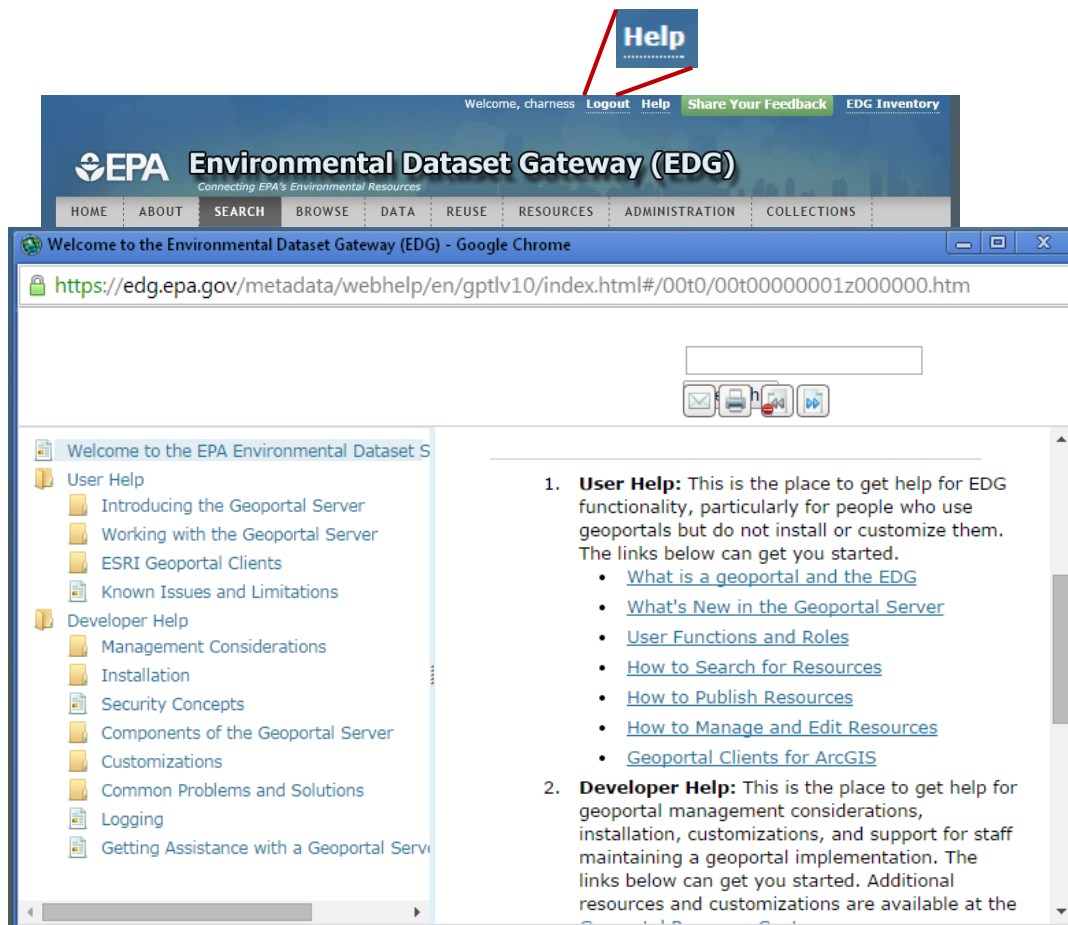 Help
Welcome, charness Logout Help Share Your Feedback EDG Inventory
EPA Environmental Dataset Gateway (EDG)
Connecting EPA's Environmental Resources
HOME ABOUT SEARCH BROWSE DATA REUSE RESOURCES ADMINISTRATION COLLECTIONS
Welcome to the Environmental Dataset Gateway (EDG) - Google Chrome
https://edg.epa.gov/metadata/webhelp/en/gptlv10/index.html#/00t0/00t00000001z000000.htm
Welcome to the EPA Environmental Dataset S
User Help
Introducing the Geoportal Server
Working with the Geoportal Server
ESRI Geoportal Clients
Known Issues and Limitations
Developer Help
Management Considerations
Installation
Security Concepts
Components of the Geoportal Server
Customizations
Common Problems and Solutions
Logging
Getting Assistance with a Geoportal Serv
1. User Help: This is the place to get help for EDG
functionality, particularly for people who use
geoportals but do not install or customize them.
The links below can get you started.
• What is a geoportal and the EDG
• What's New in the Geoportal Server
• User Functions and Roles
• How to Search for Resources
• How to Publish Resources
• How to Manage and Edit Resources
• Geoportal Clients for ArcGIS
2. Developer Help: This is the place to get help for
geoportal management considerations,
installation, customizations, and support for staff
maintaining a geoportal implementation. The
links below can get you started. Additional
resources and customizations are available at the